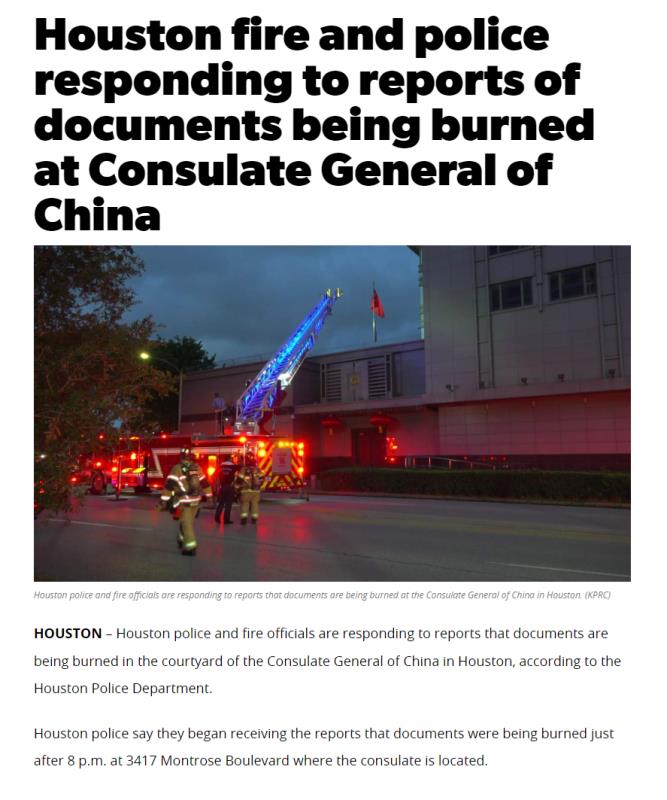 Houston fire and police
responding to reports of
documents being burned
at Consulate General of
China
Houston police and fire officials are responding to reports that documents are being burned at the Consulate General of China in Houston. (KPRC)
HOUSTON – Houston police and fire officials are responding to reports that documents are
being burned in the courtyard of the Consulate General of China in Houston, according to the
Houston Police Department.
Houston police say they began receiving the reports that documents were being burned just
after 8 p.m. at 3417 Montrose Boulevard where the consulate is located.